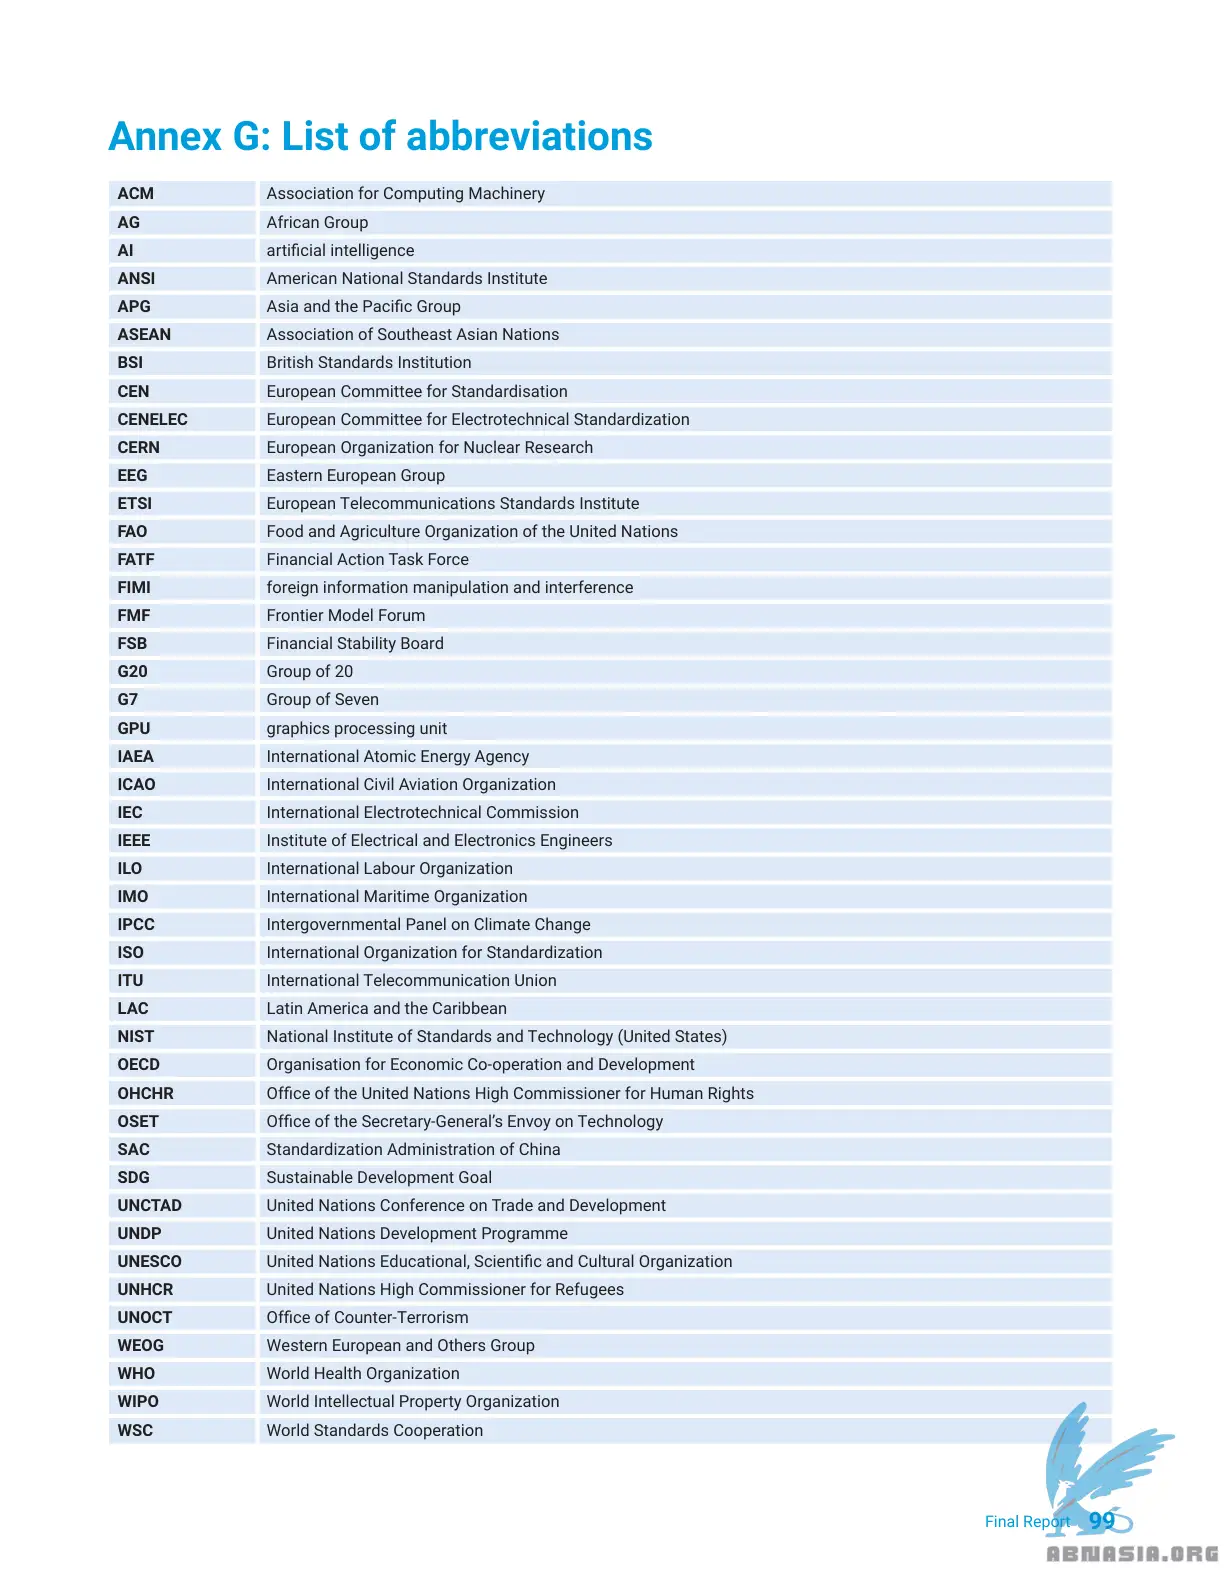 Annex G: List of abbreviations
ACM Association for Computing Machinery
AG African Group
AI artificial intelligence
ANSI American National Standards Institute
APG Asia and the Pacific Group
ASEAN Association of Southeast Asian Nations
BSI British Standards Institution
CEN European Committee for Standardisation
CENELEC European Committee for Electrotechnical Standardization
CERN European Organization for Nuclear Research
EEG Eastern European Group
ETSI European Telecommunications Standards Institute
FAO Food and Agriculture Organization of the United Nations
FATF Financial Action Task Force
FIMI foreign information manipulation and interference
FMF Frontier Model Forum
FSB Financial Stability Board
G20 Group of 20
G7 Group of Seven
GPU graphics processing unit
IAEA International Atomic Energy Agency
ICAO International Civil Aviation Organization
IEC International Electrotechnical Commission
IEEE Institute of Electrical and Electronics Engineers
ILO International Labour Organization
IMO International Maritime Organization
IPCC Intergovernmental Panel on Climate Change
ISO International Organization for Standardization
ITU International Telecommunication Union
LAC Latin America and the Caribbean
NIST National Institute of Standards and Technology (United States)
OECD Organisation for Economic Co-operation and Development
OHCHR Office of the United Nations High Commissioner for Human Rights
OSET Office of the Secretary-General’s Envoy on Technology
SAC Standardization Administration of China
SDG Sustainable Development Goal
UNCTAD United Nations Conference on Trade and Development
UNDP United Nations Development Programme
UNESCO United Nations Educational, Scientific and Cultural Organization
UNHCR United Nations High Commissioner for Refugees
UNOCT Office of Counter-Terrorism
WEOG Western European and Others Group
WHO World Health Organization
WIPO World Intellectual Property Organization
WSC World Standards Cooperation
Final Report 99
ABNASIA.ORG